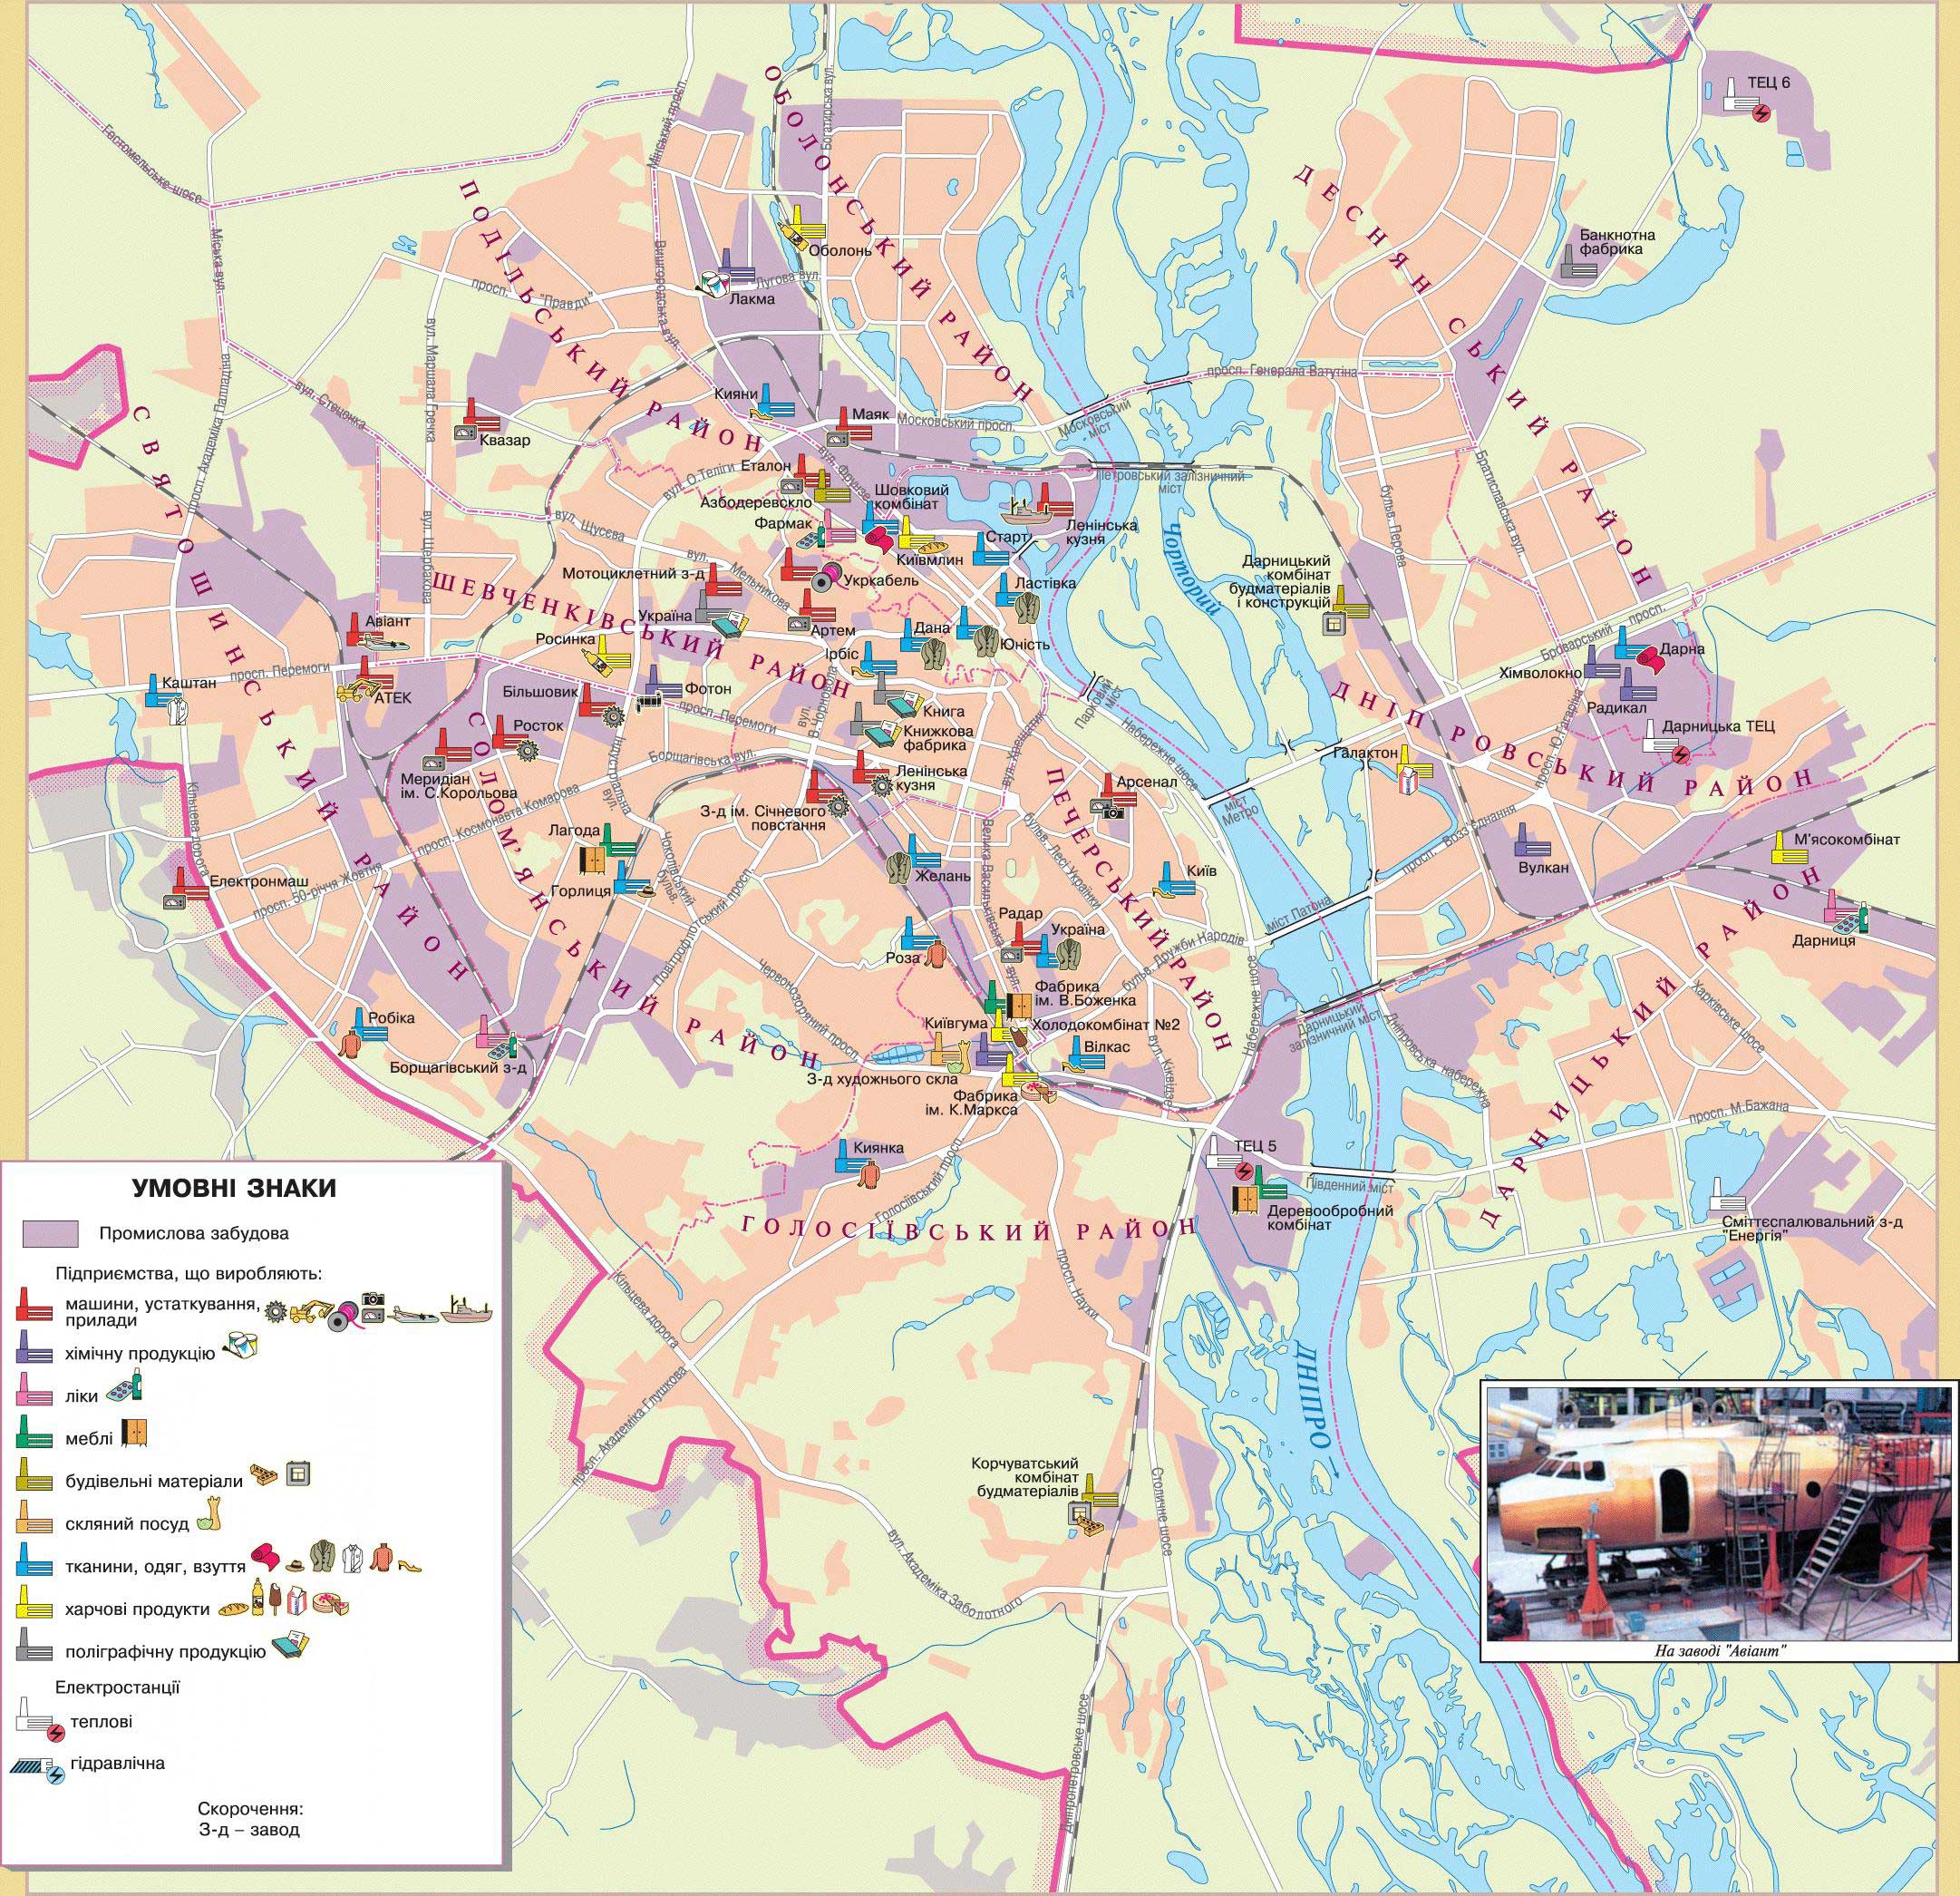 ТЕЦ 6
Гостомельське шосе
Мінський просп.
Богатирська вул.
ОБОЛОНСЬКИЙ РАЙОН
ПОДІЛЬСЬКИЙ РАЙОН
ДЕСНЯНСЬКИЙ РАЙОН
Міська вул.
Вишгородська вул.
Оболонь
Банкнотна
фабрика
Лугова вул.
Лакма
просп. "Правди"
вул. Маршала Гречка
вул. Стеценка
просп. Академіка Палладіна
просп. Генерала Ватутіна
Кияни
Маяк
Московський просп.
Московський
міст
Квазар
СВЯТОШИНСЬКИЙ РАЙОН
Еталон
вул. О.Теліги
вул. Фрунзе
Азбодеревскло
Шовковий
комбінат
Петровський залізничний
міст
Братиславська вул.
бульв. Перова
Фармак
Ленінська
кузня
Старт
Київмлин
вул. Щусєва
вул. Щербакова
вул. Мельникова
Чорторий
Мотоциклетний з-д
Укркабель
Ластівка
Дарницький
комбінат
будматеріалів
і конструкцій
ШЕВЧЕНКІВСЬКИЙ РАЙОН
Україна
Авіант
Артем
Дана
Юність
Росинка
Ірбіс
Броварський просп.
Дарна
Хімволокно
Радикал
просп. Перемоги
Каштан
АТЕК
Більшовик
Фотон
просп. Перемоги
вул.
В.Чорновола
Книга
Книжкова
фабрика
Парковий
міст
Набережне шосе
ДНІПРОВСЬКИЙ РАЙОН
Дарницька ТЕЦ
просп. Ю.Гагаріна
Росток
СОЛОМ'ЯНСЬКИЙ РАЙОН
Борщагівська вул.
Індустріальна
вул.
вул. Хрещатик
Галактон
Меридіан
ім. С.Корольова
Ленінська
кузня
Арсенал
ПЕЧЕРСЬКИЙ РАЙОН
міст
Метро
З-д ім. Січневого
повстання
просп. Космонавта Комарова
Кільцева дорога
Лагода
Чоколівський
бульв.
Велика Васильківська вул.
бульв. Лесі Українки
просп. Возз'єднання
М'ясокомбінат
Вулкан
Желань
Київ
Горлиця
Електронмаш
просп. 50-річчя Жовтня
Повітрофлотський просп.
Радар
Україна
міст Патона
бульв. Дружби Народів
Роза
Дарниця
ДАРНИЦЬКИЙ РАЙОН
Червонозоряний просп.
Фабрика
ім. В.Боженка
Набережне шосе
Харківське шосе
Робіка
Київгума
Холодокомбінат №2
Дарницький
залізничний міст
Дніпровська набережна
Борщагівський з-д
З-д художнього скла
Вілкас
вул. Кіквідзе
Фабрика
ім. К.Маркса
просп. М.Бажана
Киянка
ТЕЦ 5
Південний міст
Голосіївський просп.
ГОЛОСІЇВСЬКИЙ РАЙОН
Деревообробний
комбінат
Сміттєспалювальний з-д
"Енергія"
Кільцева дорога
просп. Науки
ДНІПРО
просп. Академіка Глушкова
Корчуватський
комбінат
будматеріалів
Столичне шосе
вул. Академіка Заболотного
Дніпропетровське шосе
На заводі "Авіант"
УМОВНІ ЗНАКИ
Промислова забудова
Підприємства, що виробляють:
машини, устаткування,
прилади
хімічну продукцію
ліки
меблі
будівельні матеріали
скляний посуд
тканини, одяг, взуття
харчові продукти
поліграфічну продукцію
Електростанції
теплові
гідравлічна
Скорочення:
З-д – завод